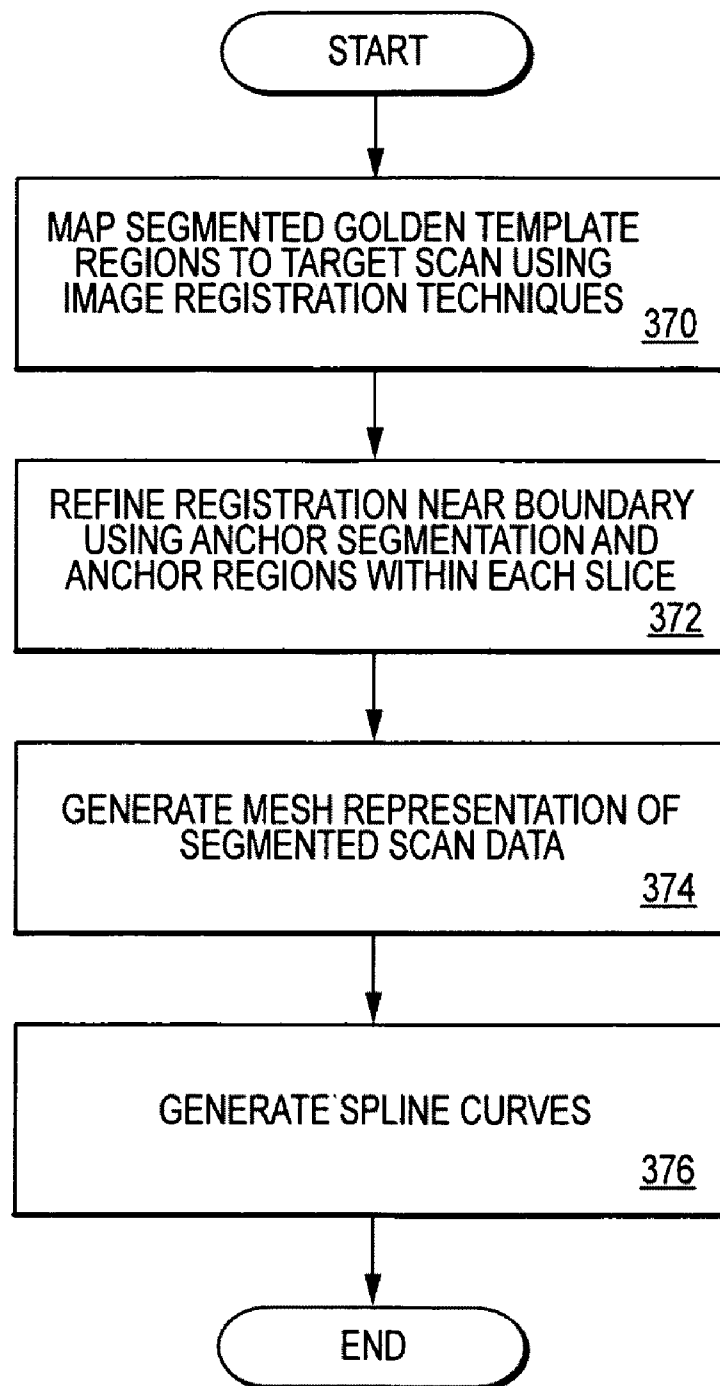 START
MAP SEGMENTED GOLDEN TEMPLATE
REGIONS TO TARGET SCAN USING
IMAGE REGISTRATION TECHNIQUES
370
REFINE REGISTRATION NEAR BOUNDARY
USING ANCHOR SEGMENTATION AND
ANCHOR REGIONS WITHIN EACH SLICE
372
GENERATE MESH REPRESENTATION OF
SEGMENTED SCAN DATA
374
GENERATE SPLINE CURVES
376
END